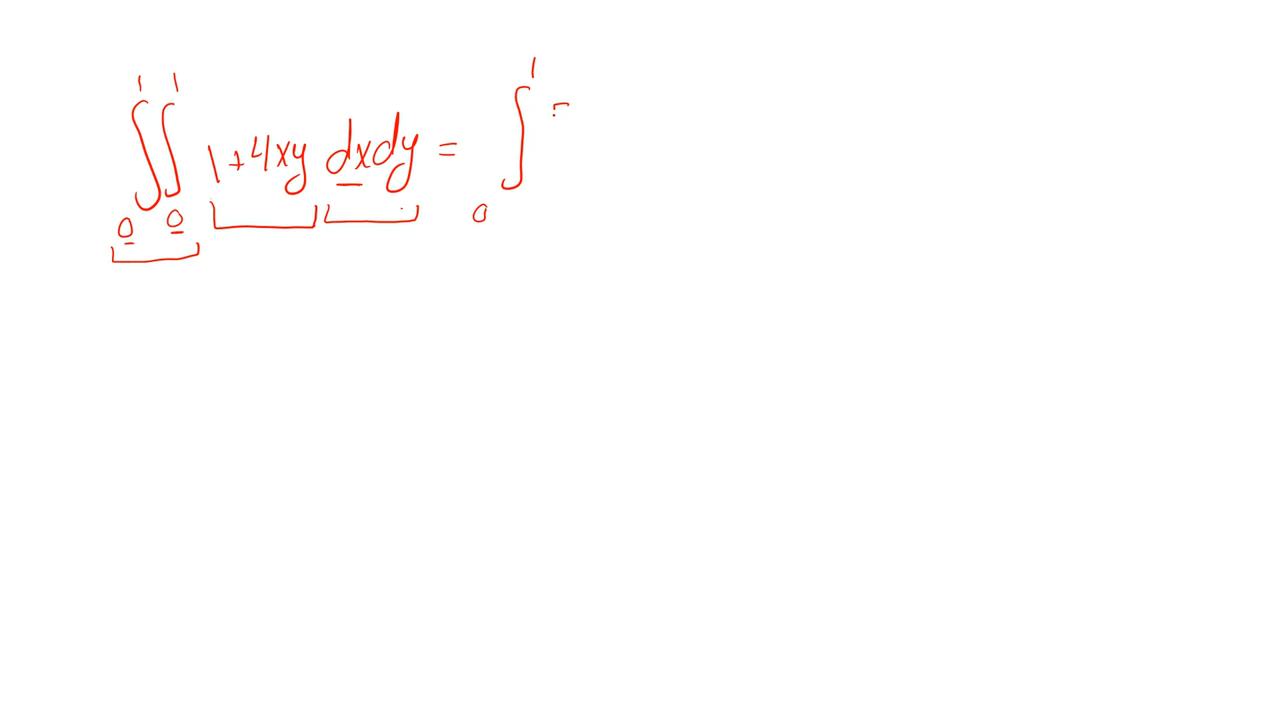 ∫₀¹∫₀¹ 1+4xy dxdy = ∫₀¹